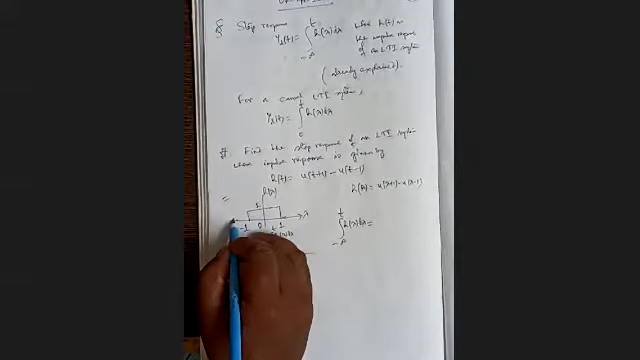 Step response
yₛ(t) = ∫ h(λ)dλ where h(t) is
t
-∞
the impulse response
of an LTI system
(already explained).
For a causal LTI system,
yₛ(t) = ∫ h(λ)dλ
t
0
#. Find the step response of an LTI system
whose impulse response is given by
h(t) = u(t+1) - u(t-1)
h(λ) = u(λ+1) - u(λ-1)
=
h(λ)
1
λ
-1 0 1
t
∫ h(λ)dλ =
-∞